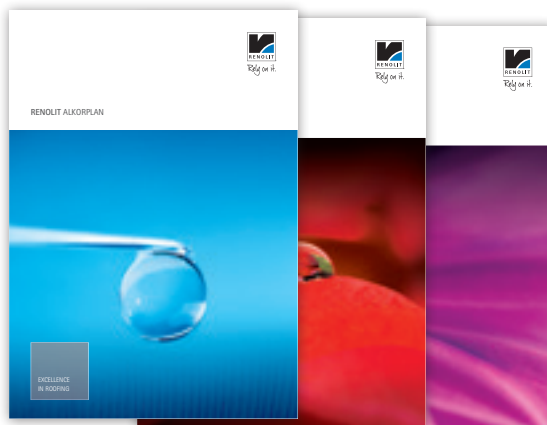 RENOLIT
Rely on it.
RENOLIT ALKORPLAN
EXCELLENCE
IN ROOFING
RENOLIT
Rely on it.
RENOLIT
Rely on it.